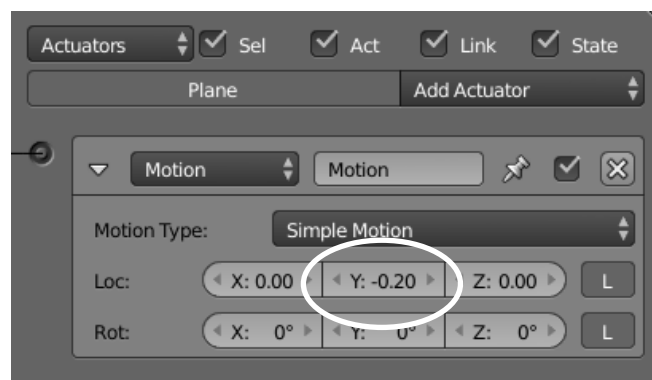 Actuators Sel Act Link State
Plane Add Actuator
Motion Motion
Motion Type: Simple Motion
Loc: X: 0.00 Y: -0.20 Z: 0.00 L
Rot: X: 0° Y: 0° Z: 0° L